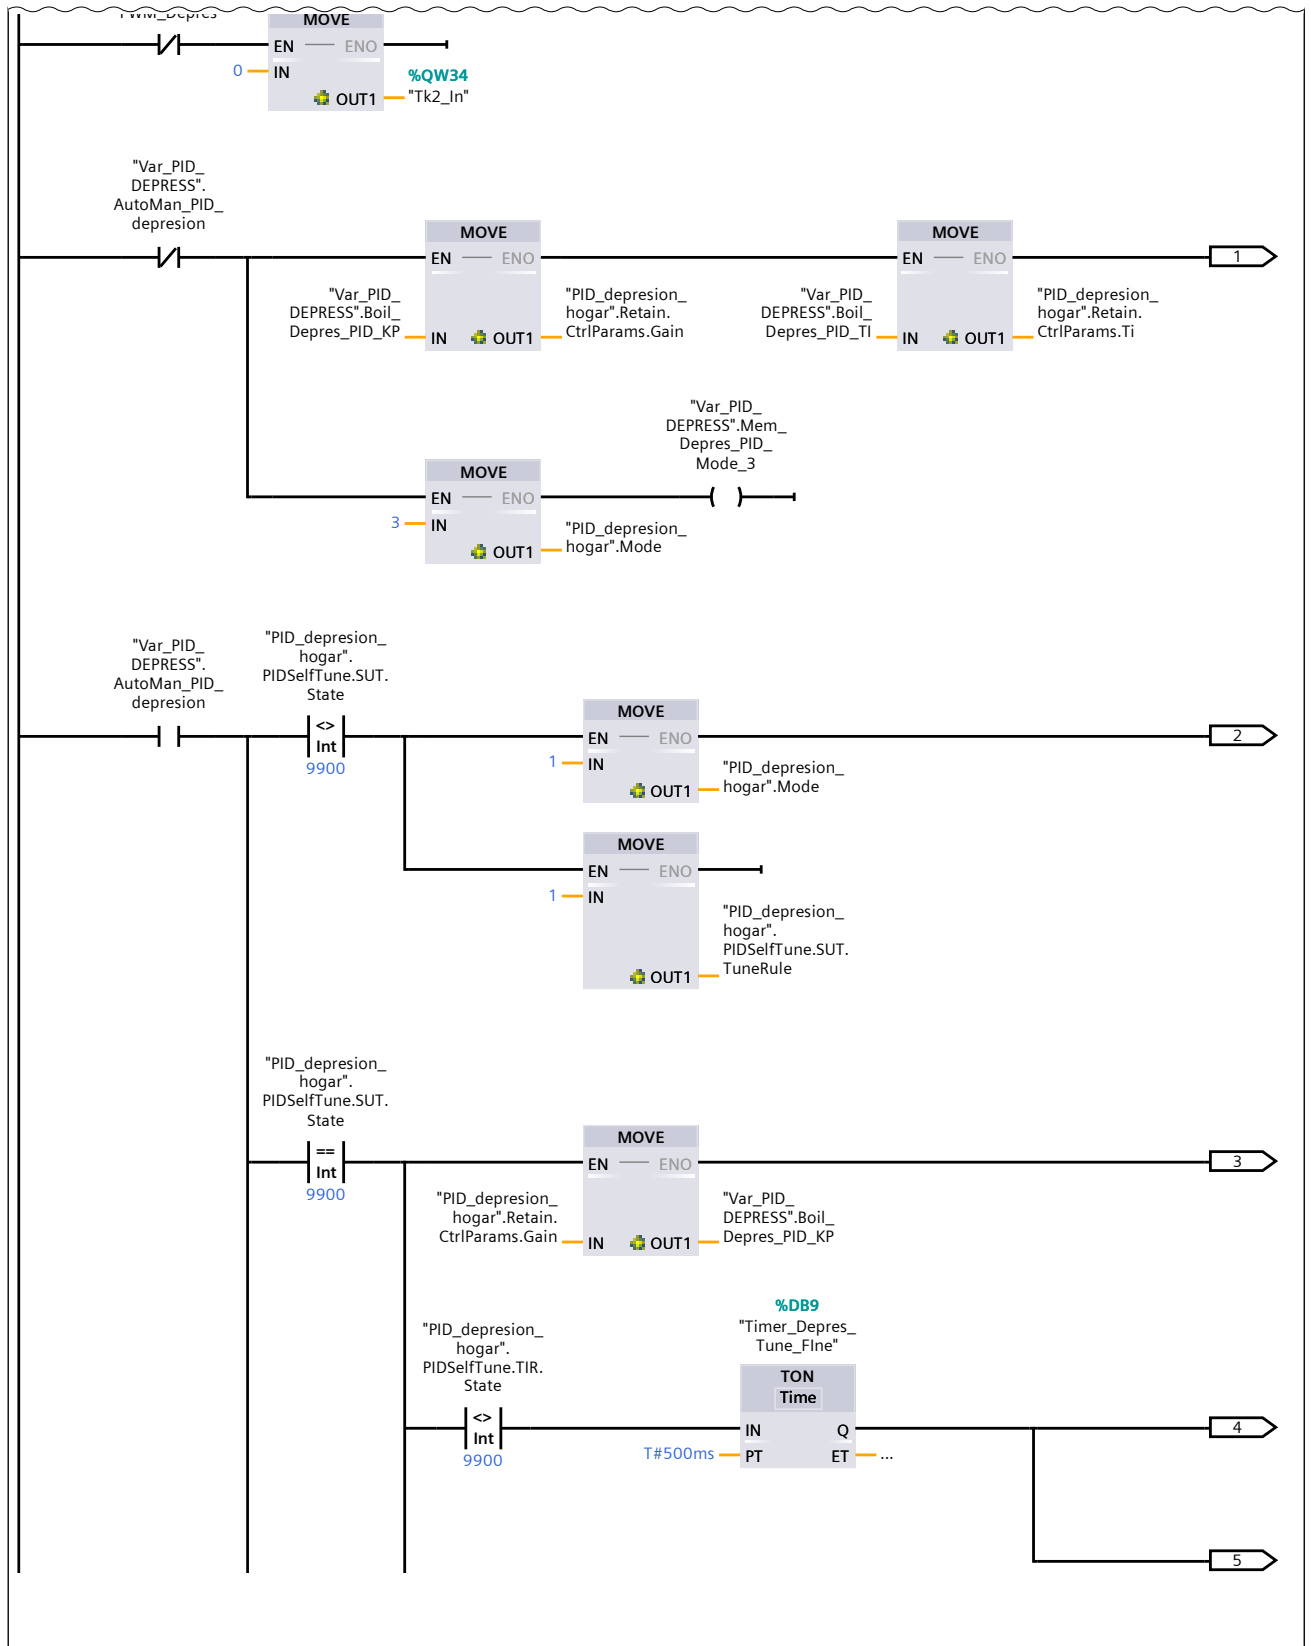 MOVE
EN
ENO
0
IN
%QW34
OUT1
"Tk2_In"
"Var_PID_
DEPRESS".
AutoMan_PID_
depresion
MOVE
EN
ENO
"Var_PID_
DEPRESS".Boil_
Depres_PID_KP
IN
OUT1
"PID_depresion_
hogar".Retain.
CtrlParams.Gain
MOVE
EN
ENO
"Var_PID_
DEPRESS".Boil_
Depres_PID_TI
IN
OUT1
"PID_depresion_
hogar".Retain.
CtrlParams.Ti
1
MOVE
EN
ENO
3
IN
OUT1
"PID_depresion_
hogar".Mode
"Var_PID_
DEPRESS".Mem_
Depres_PID_
Mode_3
"Var_PID_
DEPRESS".
AutoMan_PID_
depresion
"PID_depresion_
hogar".
PIDSelfTune.SUT.
State
<>
Int
9900
MOVE
EN
ENO
1
IN
OUT1
"PID_depresion_
hogar".Mode
2
MOVE
EN
ENO
1
IN
OUT1
"PID_depresion_
hogar".
PIDSelfTune.SUT.
TuneRule
"PID_depresion_
hogar".
PIDSelfTune.SUT.
State
==
Int
9900
MOVE
EN
ENO
"PID_depresion_
hogar".Retain.
CtrlParams.Gain
IN
OUT1
"Var_PID_
DEPRESS".Boil_
Depres_PID_KP
3
"PID_depresion_
hogar".
PIDSelfTune.TIR.
State
<>
Int
9900
%DB9
"Timer_Depres_
Tune_FIne"
TON
Time
IN
Q
T#500ms
PT
ET
...
4
5